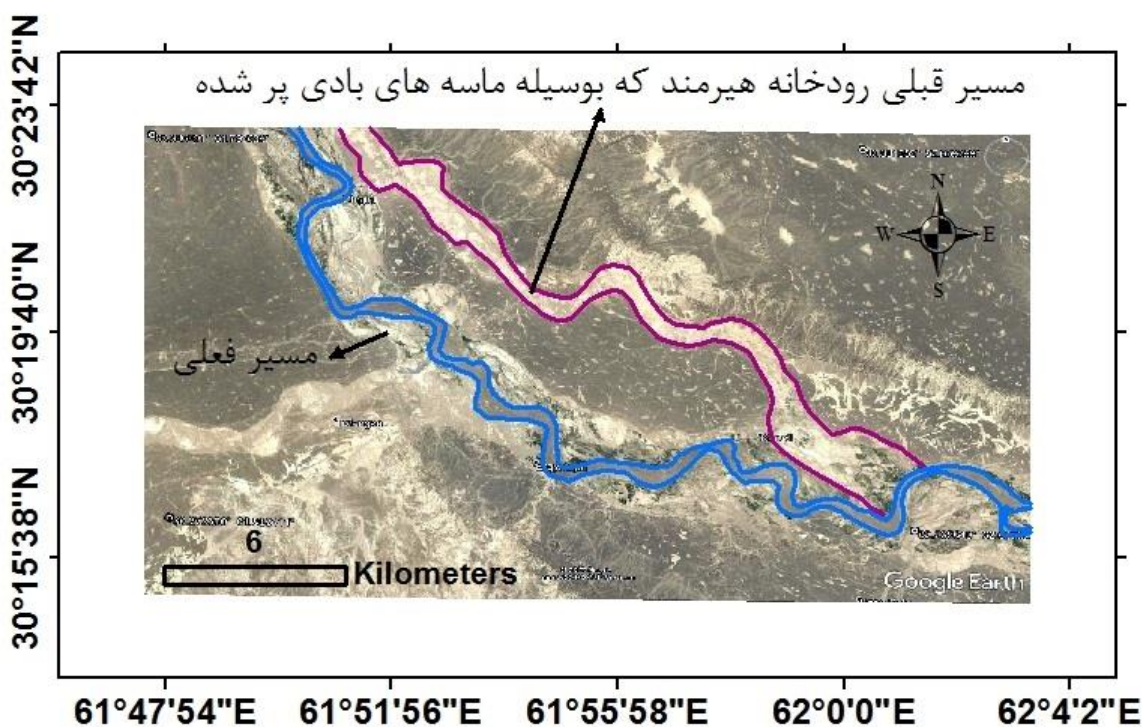 مسیر قبلی رودخانه هیرمند که بوسیله ماسه های بادی پر شده
30°23'42"N
N
W
E
S
30°19'40"N
مسیر فعلی
30°15'38"N
6
Kilometers
Google Earth
61°47'54"E
61°51'56"E
61°55'58"E
62°0'0"E
62°4'2"E